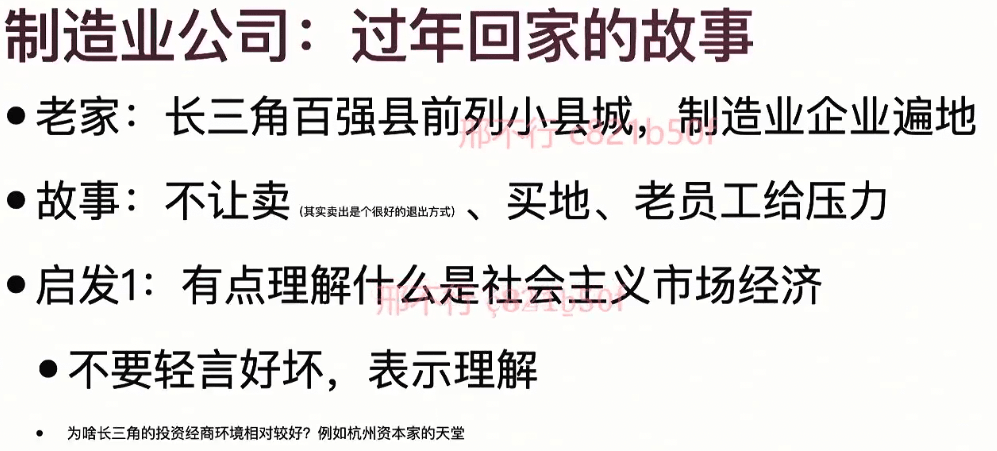 制造业公司：过年回家的故事
•老家：长三角百强县前列小县城，制造业企业遍地
邢不行 c821b50f
•故事：不让卖（其实卖出是个很好的退出方式）、买地、老员工给压力
•启发1：有点理解什么是社会主义市场经济
邢不行 c821b50f
•不要轻言好坏，表示理解
•为啥长三角的投资经商环境相对较好？例如杭州资本家的天堂